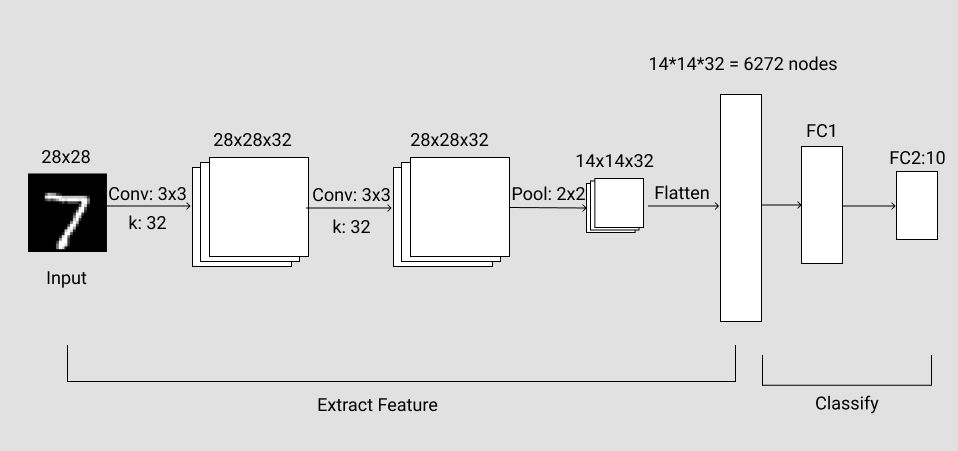 14*14*32 = 6272 nodes
28x28
28x28x32
28x28x32
14x14x32
FC1
FC2:10
Conv: 3x3
k: 32
Conv: 3x3
k: 32
Pool: 2x2
Flatten
7
Input
Extract Feature
Classify